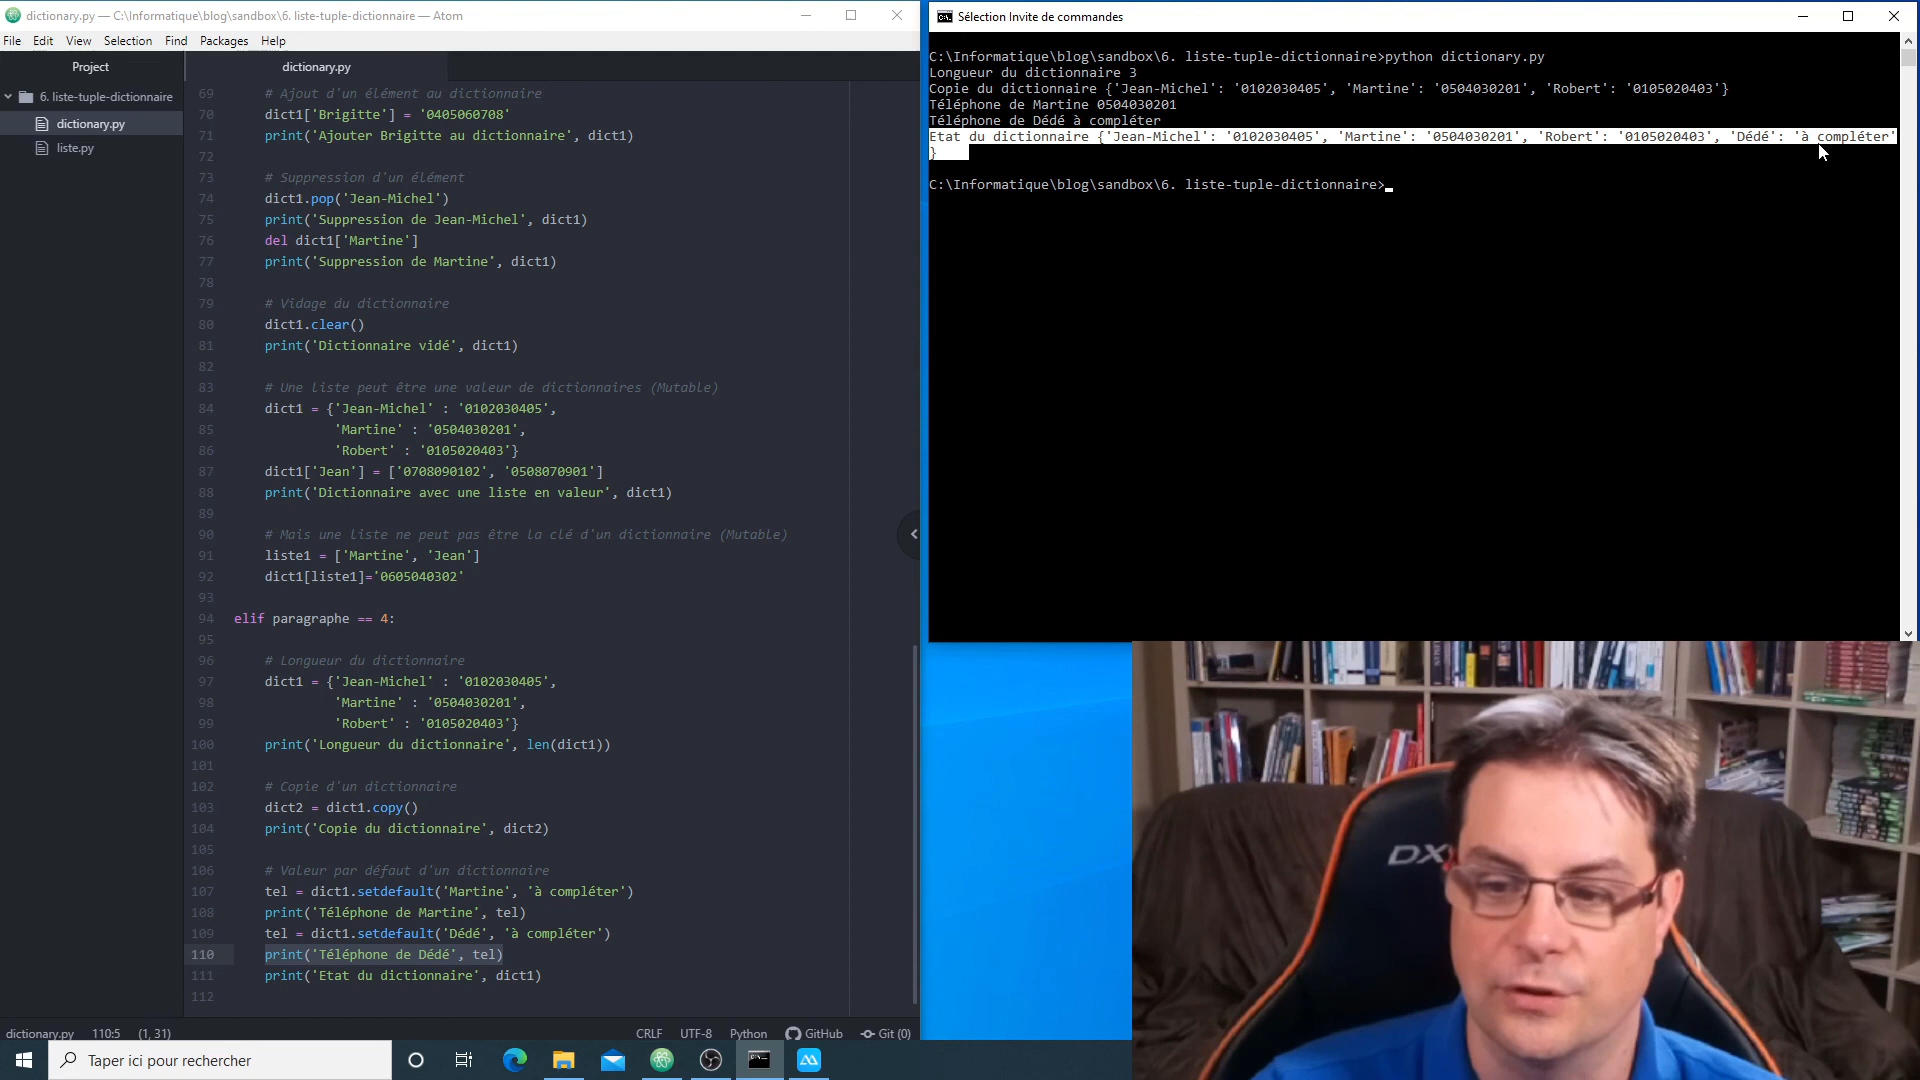 dictionary.py — C:\Informatique\blog\sandbox\6. liste-tuple-dictionnaire — Atom
File Edit View Selection Find Packages Help
Project
6. liste-tuple-dictionnaire
dictionary.py
liste.py
dictionary.py
69 # Ajout d'un élément au dictionnaire
70 dict1['Brigitte'] = '0405060708'
71 print('Ajouter Brigitte au dictionnaire', dict1)
72
73 # Suppression d'un élément
74 dict1.pop('Jean-Michel')
75 print('Suppression de Jean-Michel', dict1)
76 del dict1['Martine']
77 print('Suppression de Martine', dict1)
78
79 # Vidage du dictionnaire
80 dict1.clear()
81 print('Dictionnaire vidé', dict1)
82
83 # Une liste peut être une valeur de dictionnaires (Mutable)
84 dict1 = {'Jean-Michel' : '0102030405',
85 'Martine' : '0504030201',
86 'Robert' : '0105020403'}
87 dict1['Jean'] = ['0708090102', '0508070901']
88 print('Dictionnaire avec une liste en valeur', dict1)
89
90 # Mais une liste ne peut pas être la clé d'un dictionnaire (Mutable)
91 liste1 = ['Martine', 'Jean']
92 dict1[liste1]='0605040302'
93
94 elif paragraphe == 4:
95
96 # Longueur du dictionnaire
97 dict1 = {'Jean-Michel' : '0102030405',
98 'Martine' : '0504030201',
99 'Robert' : '0105020403'}
100 print('Longueur du dictionnaire', len(dict1))
101
102 # Copie d'un dictionnaire
103 dict2 = dict1.copy()
104 print('Copie du dictionnaire', dict2)
105
106 # Valeur par défaut d'un dictionnaire
107 tel = dict1.setdefault('Martine', 'à compléter')
108 print('Téléphone de Martine', tel)
109 tel = dict1.setdefault('Dédé', 'à compléter')
110 print('Téléphone de Dédé', tel)
111 print('Etat du dictionnaire', dict1)
112
dictionary.py 110:5 (1, 31) CRLF UTF-8 Python GitHub Git (0)
Sélection Invite de commandes
C:\Informatique\blog\sandbox\6. liste-tuple-dictionnaire>python dictionary.py
Longueur du dictionnaire 3
Copie du dictionnaire {'Jean-Michel': '0102030405', 'Martine': '0504030201', 'Robert': '0105020403'}
Téléphone de Martine 0504030201
Téléphone de Dédé à compléter
Etat du dictionnaire {'Jean-Michel': '0102030405', 'Martine': '0504030201', 'Robert': '0105020403', 'Dédé': 'à compléter'
}
C:\Informatique\blog\sandbox\6. liste-tuple-dictionnaire>
DX
Taper ici pour rechercher